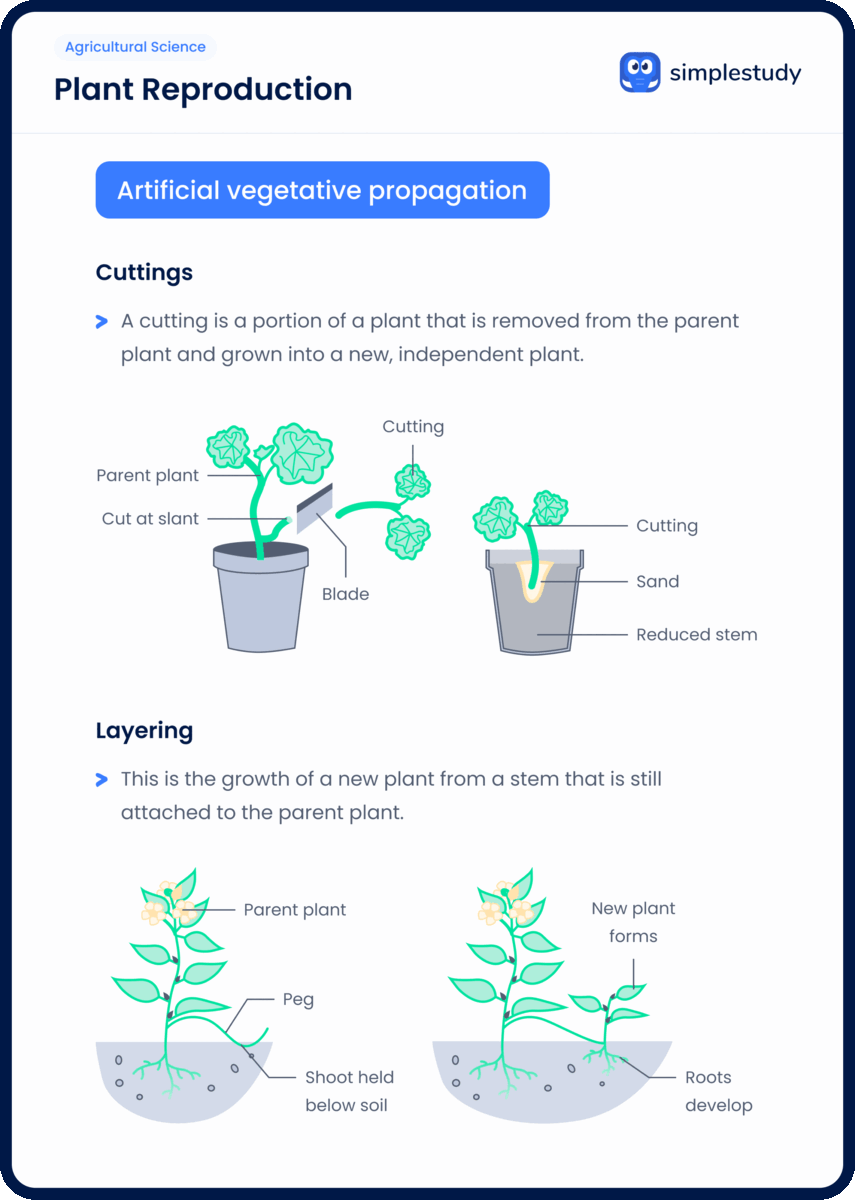 Agricultural Science
Plant Reproduction
simplestudy
Artificial vegetative propagation
Cuttings
A cutting is a portion of a plant that is removed from the parent
plant and grown into a new, independent plant.
Cutting
Parent plant
Cut at slant
Blade
Cutting
Sand
Reduced stem
Layering
This is the growth of a new plant from a stem that is still
attached to the parent plant.
Parent plant
Peg
Shoot held
below soil
New plant
forms
Roots
develop